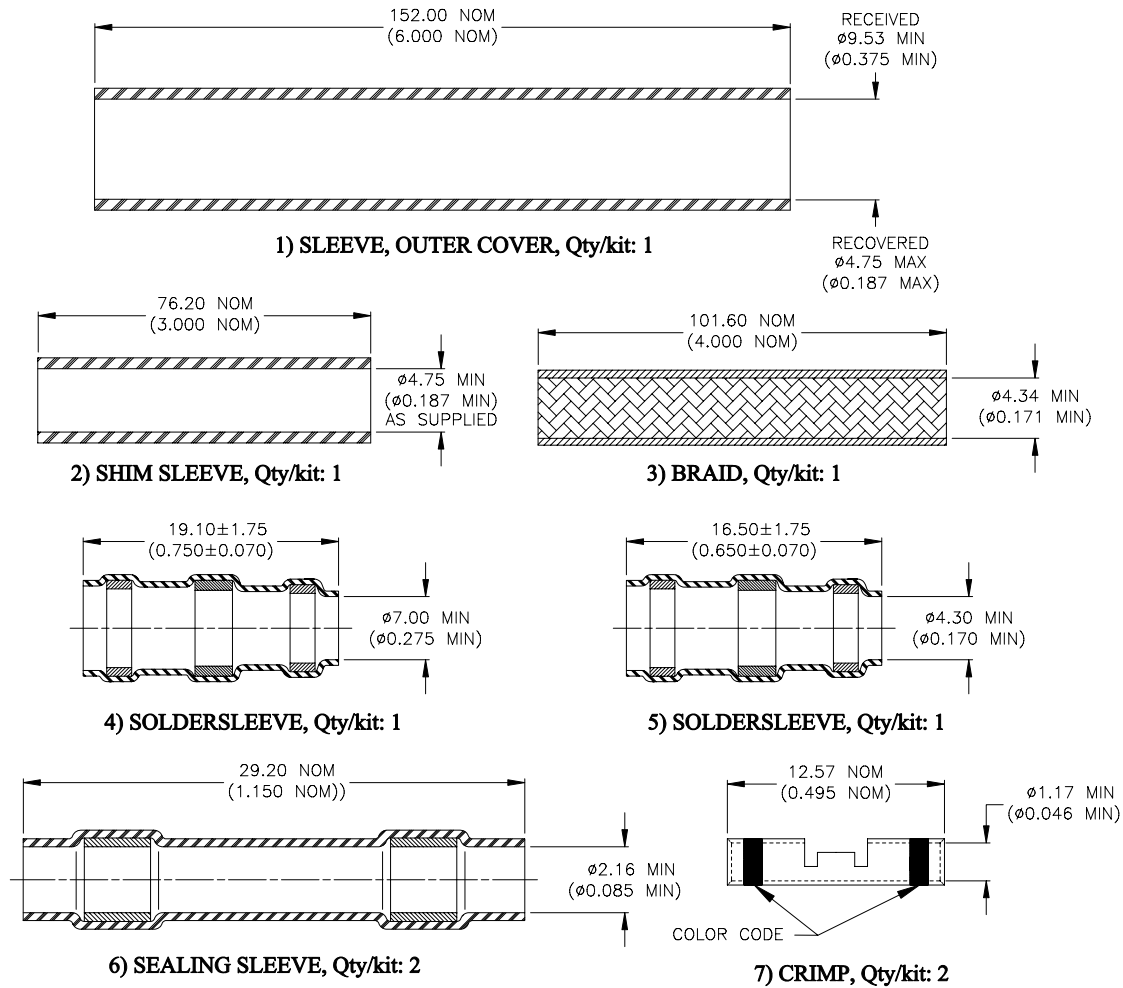 152.00 NOM
(6.000 NOM)
RECEIVED
ø9.53 MIN
(ø0.375 MIN)
1) SLEEVE, OUTER COVER, Qty/kit: 1
RECOVERED
ø4.75 MAX
(ø0.187 MAX)
76.20 NOM
(3.000 NOM)
ø4.75 MIN
(ø0.187 MIN)
AS SUPPLIED
2) SHIM SLEEVE, Qty/kit: 1
101.60 NOM
(4.000 NOM)
ø4.34 MIN
(ø0.171 MIN)
3) BRAID, Qty/kit: 1
19.10±1.75
(0.750±0.070)
ø7.00 MIN
(ø0.275 MIN)
4) SOLDERSLEEVE, Qty/kit: 1
16.50±1.75
(0.650±0.070)
ø4.30 MIN
(ø0.170 MIN)
5) SOLDERSLEEVE, Qty/kit: 1
29.20 NOM
(1.150 NOM))
ø2.16 MIN
(ø0.085 MIN)
6) SEALING SLEEVE, Qty/kit: 2
12.57 NOM
(0.495 NOM)
ø1.17 MIN
(ø0.046 MIN)
COLOR CODE
7) CRIMP, Qty/kit: 2